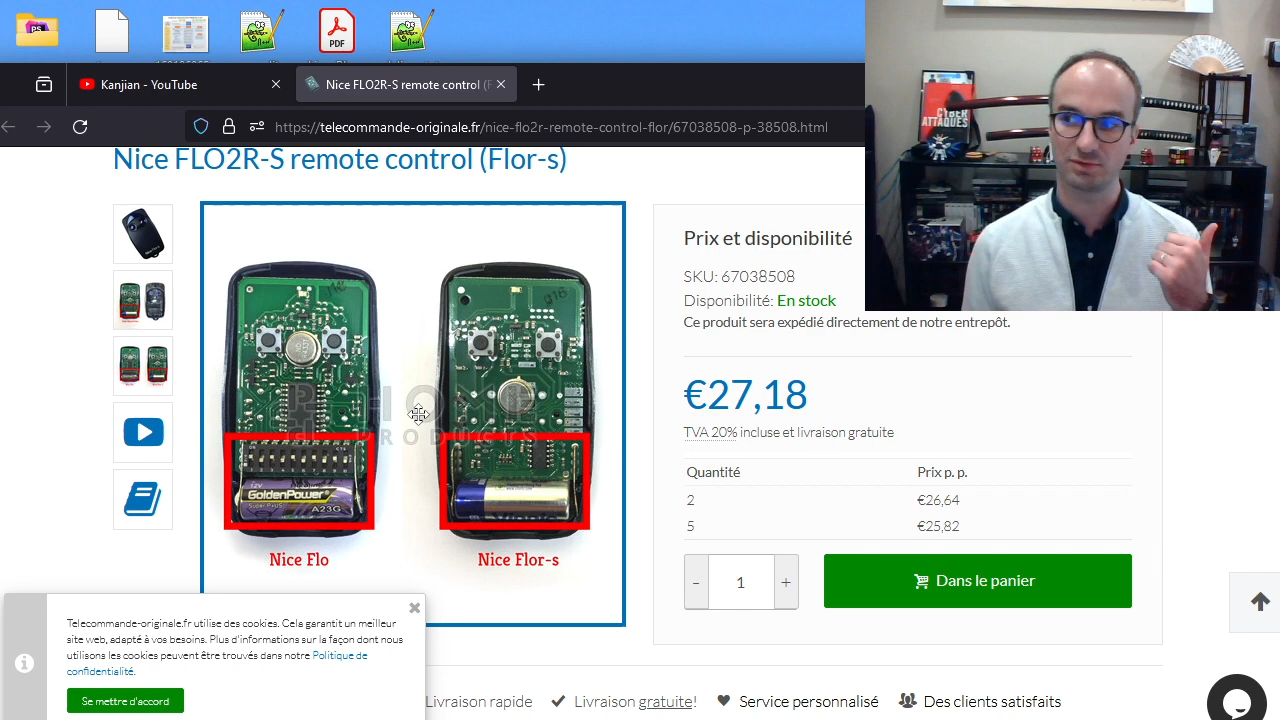 PS
PDF
Kanjian - YouTube
Nice FLO2R-S remote control (F
https://telecommande-originale.fr/nice-flo2r-remote-control-flor/67038508-p-38508.html
CYBER
ATTAQUES
Nice FLO2R-S remote control (Flor-s)
Prix et disponibilité
SKU: 67038508
Disponibilité: En stock
Ce produit sera expédié directement de notre entrepôt.
€27,18
TVA 20% incluse et livraison gratuite
Quantité Prix p. p.
2 €26,64
5 €25,82
- 1 +
Dans le panier
HOME
PRODUCTS
12V
GoldenPower
A23G
Nice Flo
Nice Flor-s
Telecommande-originale.fr utilise des cookies. Cela garantit un meilleur
site web, adapté à vos besoins. Plus d'informations sur la façon dont nous
utilisons les cookies peuvent être trouvés dans notre Politique de
confidentialité.
Se mettre d'accord
Livraison rapide
Livraison gratuite!
Service personnalisé
Des clients satisfaits